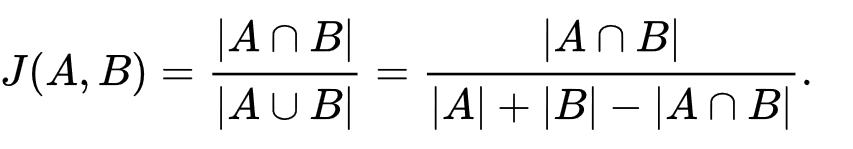 J(A, B) = |A ∩ B| / |A ∪ B| = |A ∩ B| / (|A| + |B| − |A ∩ B|).